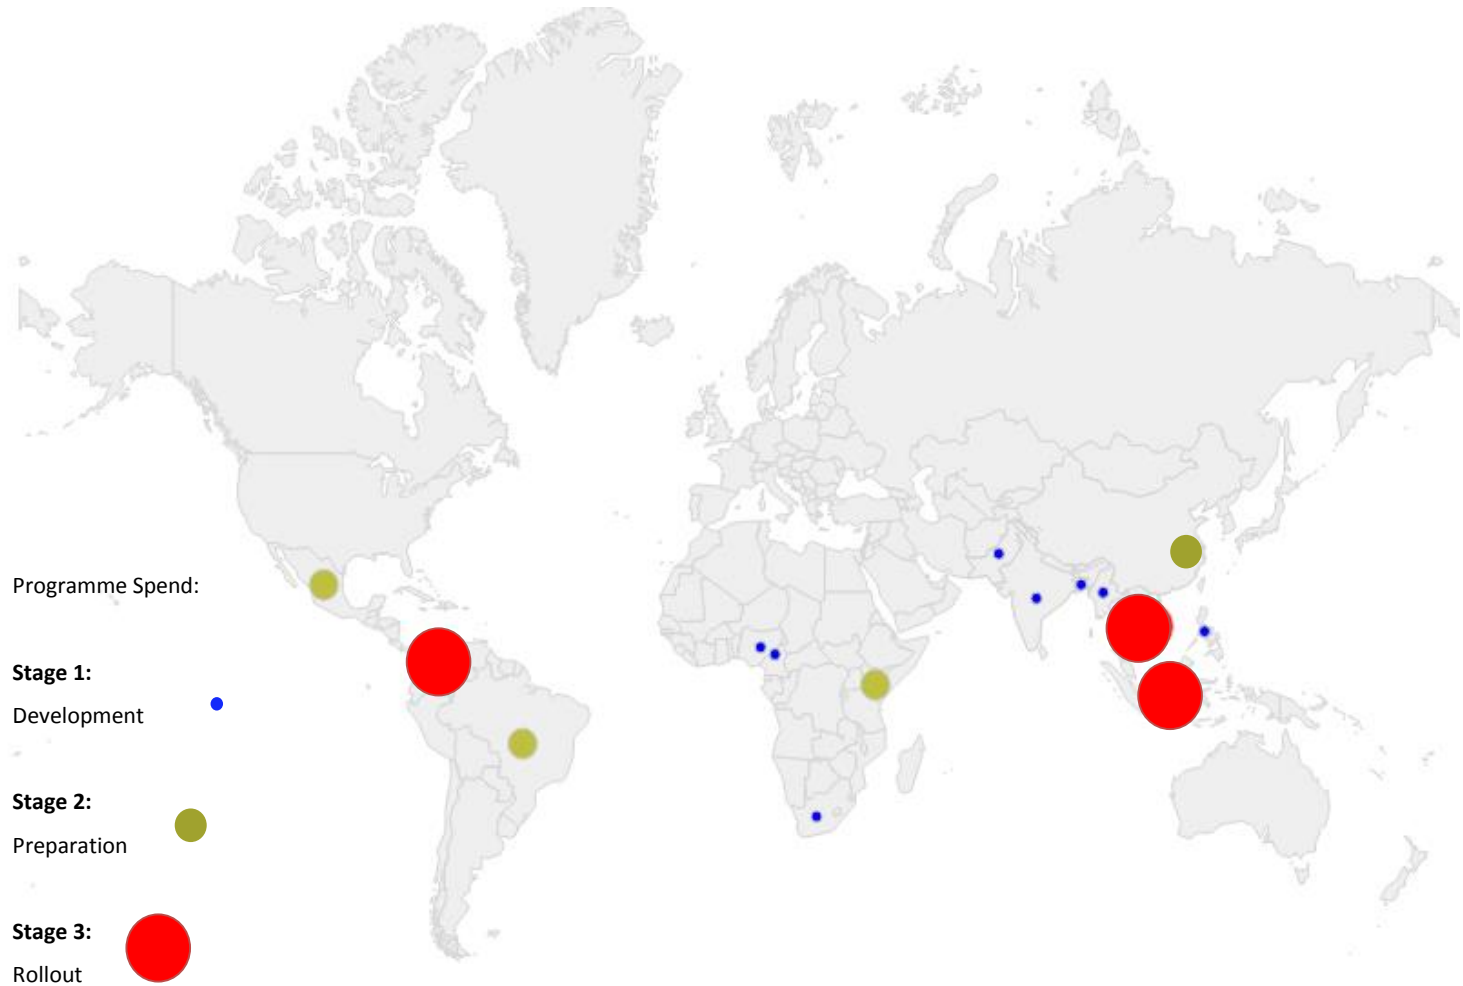 Programme Spend:
Stage 1:
Development
Stage 2:
Preparation
Stage 3:
Rollout